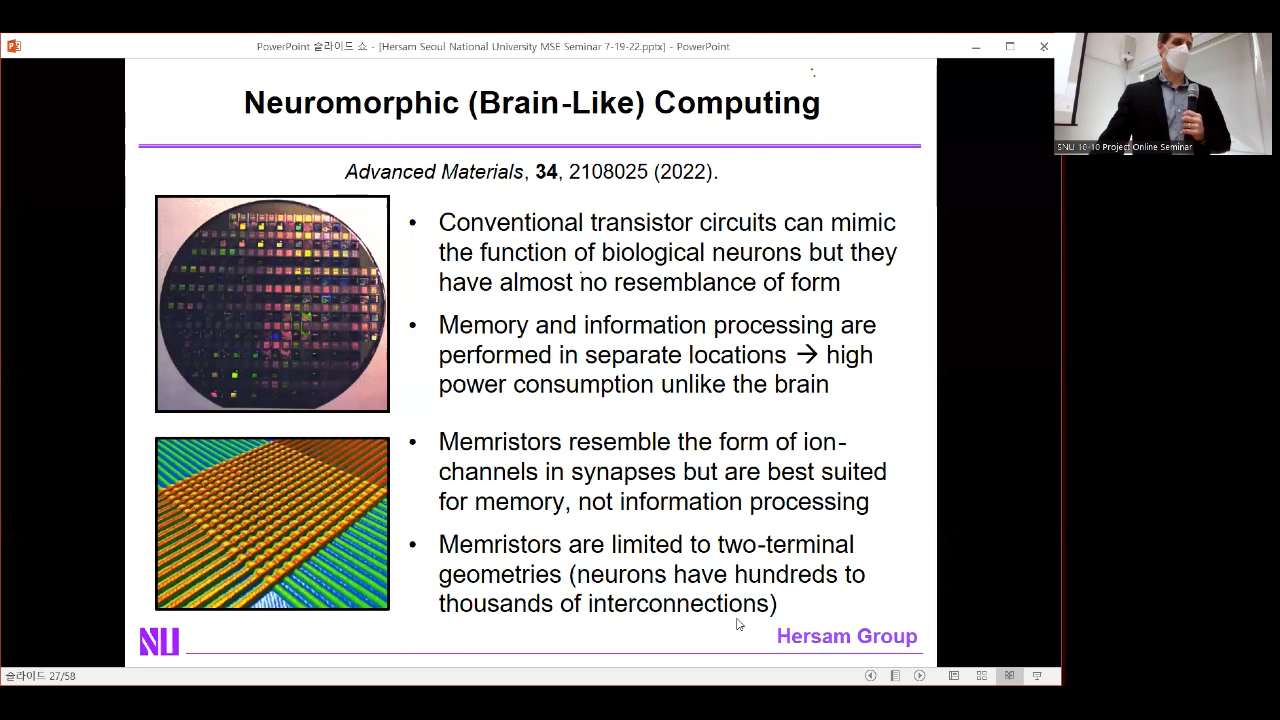 PowerPoint 슬라이드 쇼 - [Hersam Seoul National University MSE Seminar 7-19-22.pptx] - PowerPoint
Neuromorphic (Brain-Like) Computing
Advanced Materials, 34, 2108025 (2022).
• Conventional transistor circuits can mimic
the function of biological neurons but they
have almost no resemblance of form
• Memory and information processing are
performed in separate locations → high
power consumption unlike the brain
• Memristors resemble the form of ion-
channels in synapses but are best suited
for memory, not information processing
• Memristors are limited to two-terminal
geometries (neurons have hundreds to
thousands of interconnections)
NU
Hersam Group
슬라이드 27/58
SNU 10-10 Project Online Seminar